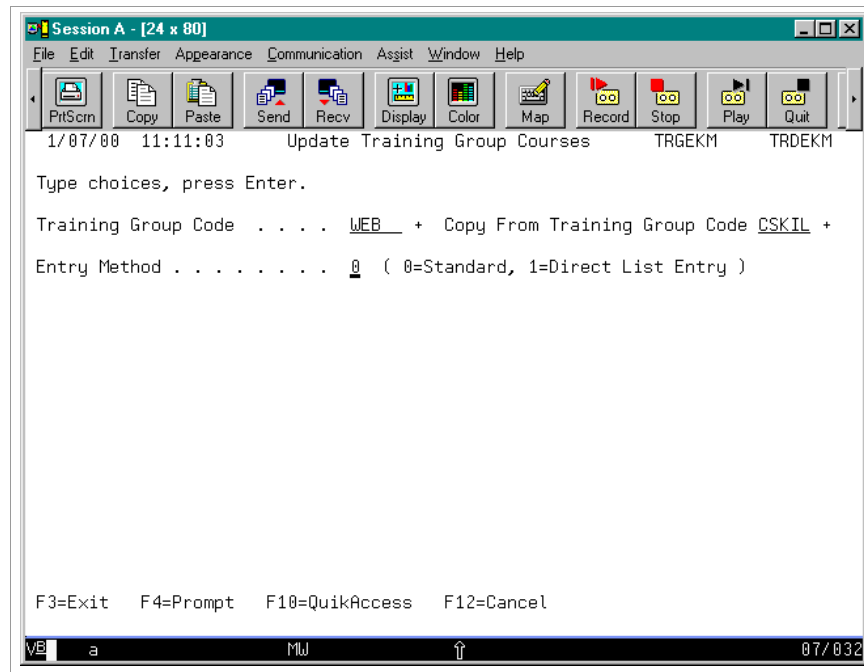 Session A - [24 x 80]
File Edit Transfer Appearance Communication Assist Window Help
PrtScrn Copy Paste Send Recv Display Color Map Record Stop Play Quit
1/07/00 11:11:03 Update Training Group Courses TRGEKM TRDEKM
Type choices, press Enter.
Training Group Code . . . . WEB__ + Copy From Training Group Code CSKIL +
Entry Method . . . . . . . . 0 ( 0=Standard, 1=Direct List Entry )
F3=Exit F4=Prompt F10=QuikAccess F12=Cancel
VB a MW 07/032